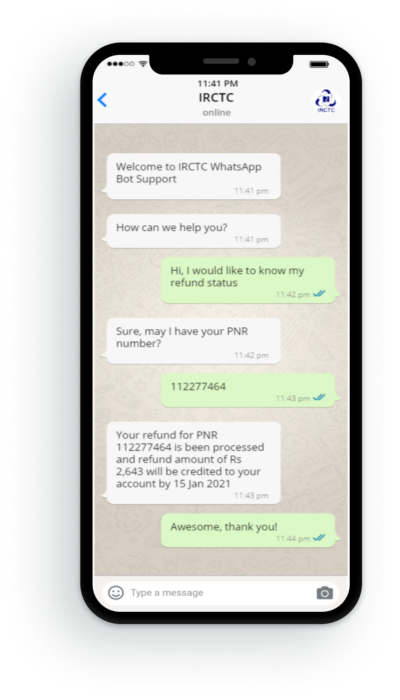 11:41 PM
IRCTC
online
IRCTC
Welcome to IRCTC WhatsApp
Bot Support
11:41 pm
How can we help you?
11:41 pm
Hi, I would like to know my
refund status
11:42 pm
Sure, may I have your PNR
number?
11:42 pm
112277464
11:43 pm
Your refund for PNR
112277464 is been processed
and refund amount of Rs
2,643 will be credited to your
account by 15 Jan 2021
11:43 pm
Awesome, thank you!
11:44 pm
Type a message